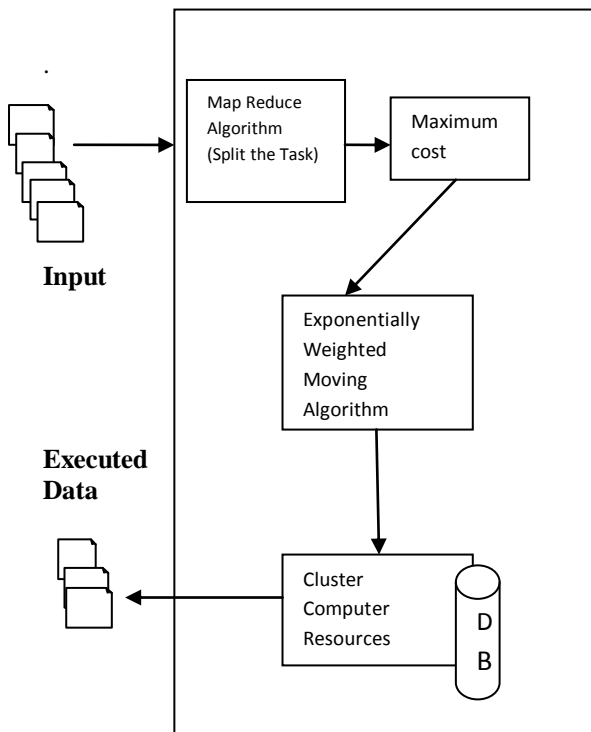 Map Reduce
Algorithm
(Split the Task)
Maximum
cost
Input
Exponentially
Weighted
Moving
Algorithm
Executed
Data
Cluster
Computer
Resources
D
B